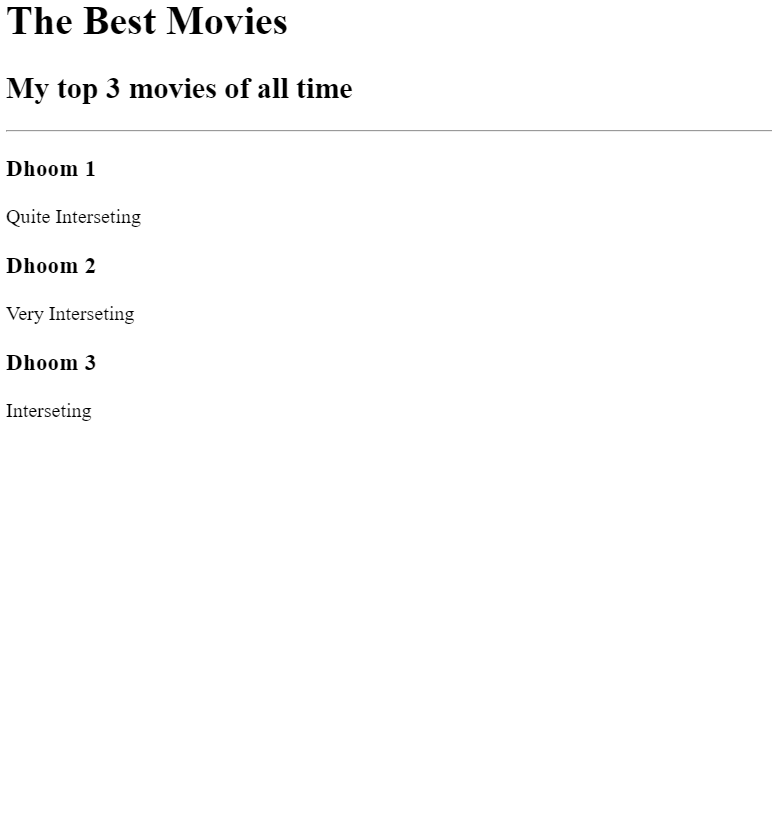 The Best Movies
My top 3 movies of all time
Dhoom 1
Quite Interseting
Dhoom 2
Very Interseting
Dhoom 3
Interseting